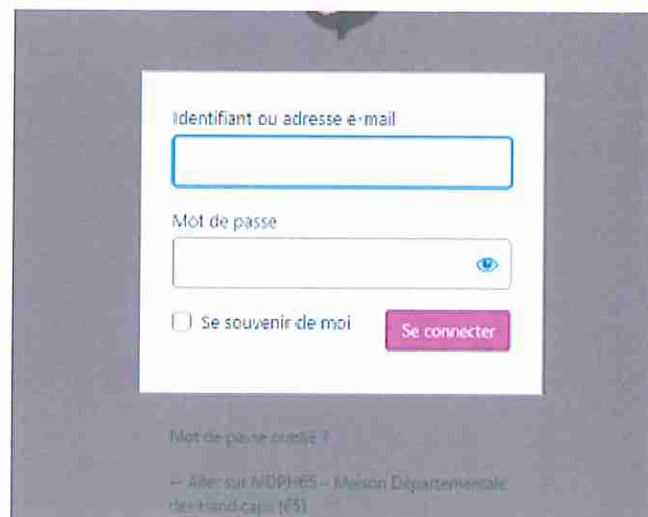 Identifiant ou adresse e-mail
Mot de passe
Se souvenir de moi
Se connecter
Mot de passe oublié ?
← Aller sur MDPH65 – Maison Départementale
des Handicaps (65)